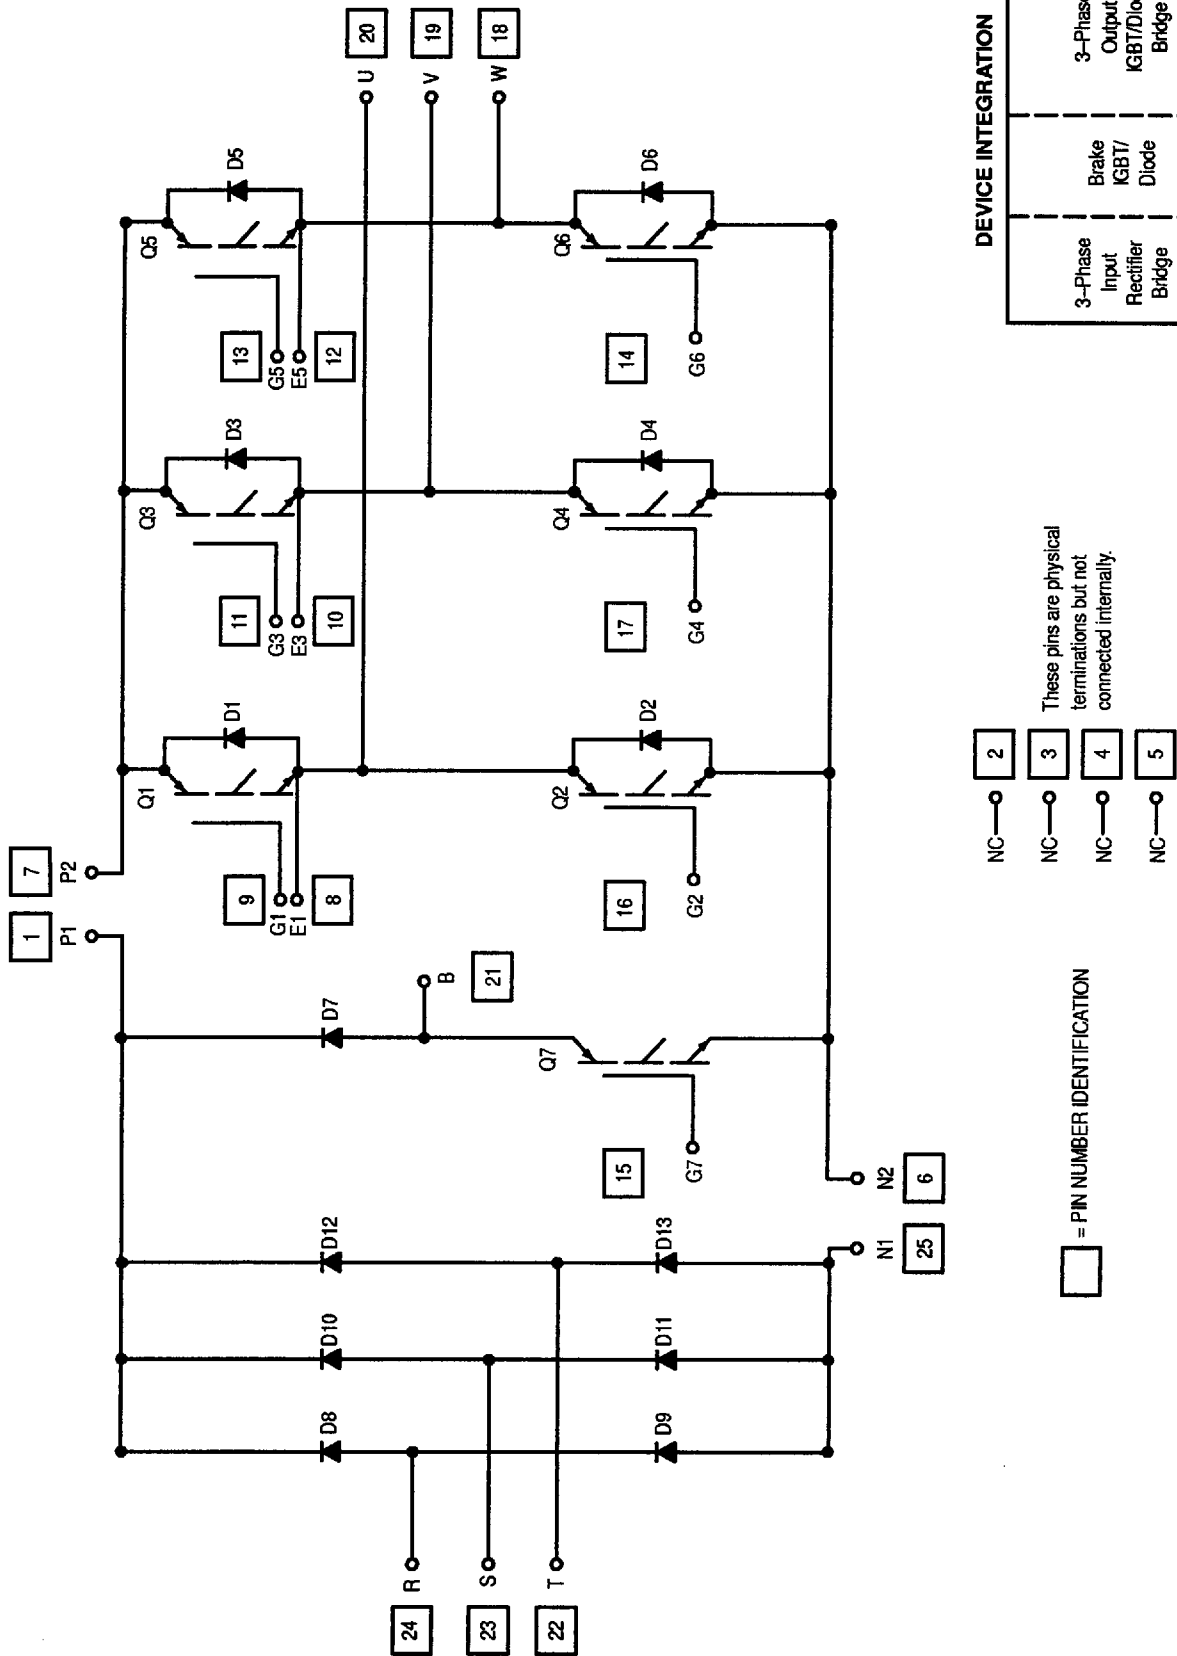 7
P2
1
P1
20
U
19
V
18
W
Q1
D1
Q3
D3
Q5
D5
9
G1
E1
8
11
G3
E3
10
13
G5
E5
12
D7
B
21
Q7
G7
15
Q2
D2
16
G2
Q4
D4
17
G4
Q6
D6
14
G6
D8
D10
D12
D9
D11
D13
R
24
S
23
T
22
N1
25
N2
6
= PIN NUMBER IDENTIFICATION
NC 2
NC 3
NC 4
NC 5
These pins are physical
terminations but not
connected internally.
DEVICE INTEGRATION
3–Phase
Input
Rectifier
Bridge
Brake
IGBT/
Diode
3–Phase
Output
IGBT/Diode
Bridge